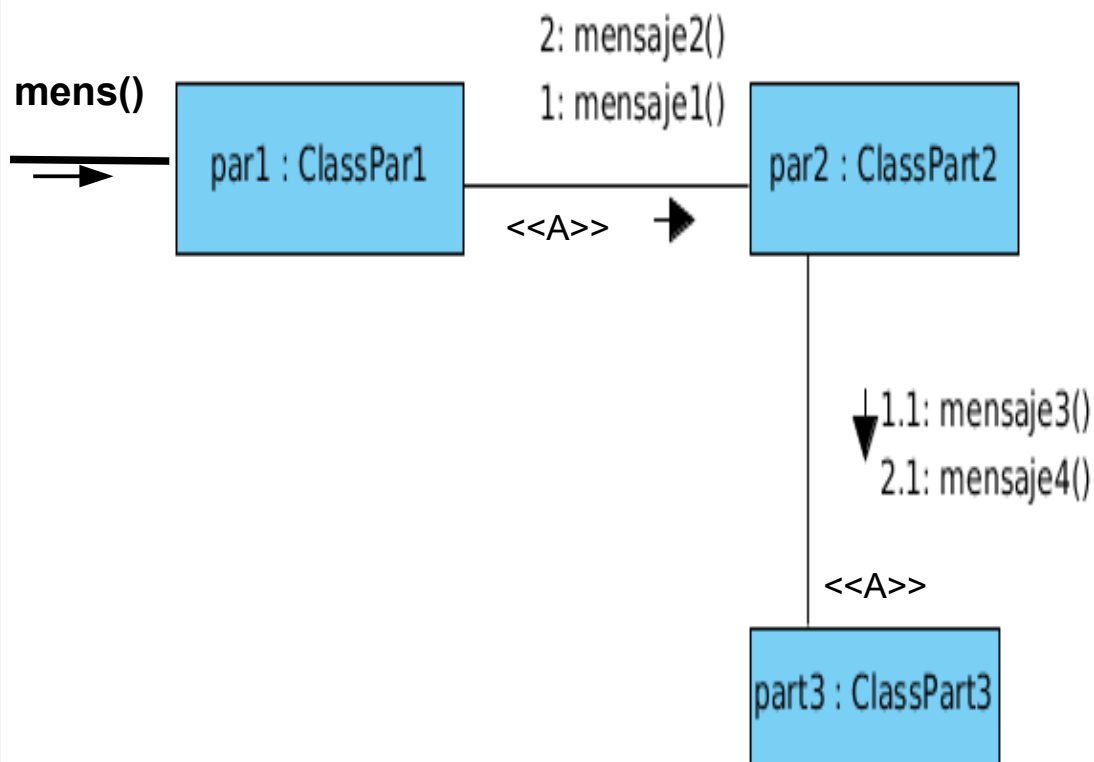 2: mensaje2()
mens()
1: mensaje1()
par1 : ClassPar1
par2 : ClassPart2
<<A>>
1.1: mensaje3()
2.1: mensaje4()
<<A>>
part3 : ClassPart3